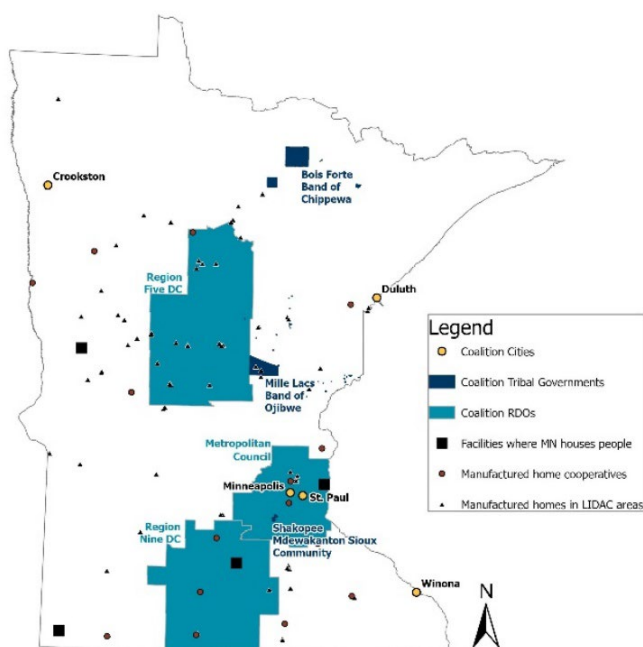 Crookston
Bois Forte
Band of
Chippewa
Region
Five DC
Duluth
Mille Lacs
Band of
Ojibwe
Metropolitan
Council
Minneapolis
St. Paul
Shakopee
Mdewakanton Sioux
Community
Region
Nine DC
Winona
N
Legend
Coalition Cities
Coalition Tribal Governments
Coalition RDOs
Facilities where MN houses people
Manufactured home cooperatives
Manufactured homes in LIDAC areas